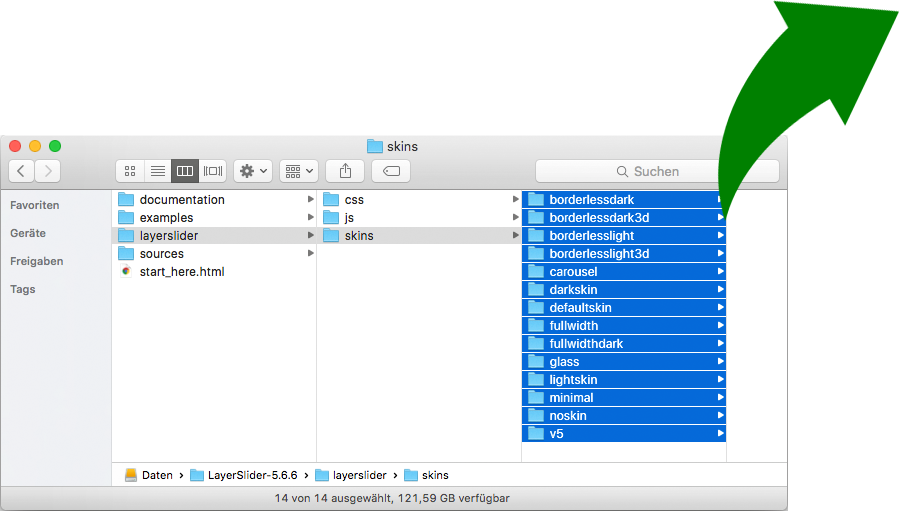 skins
Suchen
Favoriten
Geräte
Freigaben
Tags
documentation
examples
layerslider
sources
start_here.html
css
js
skins
borderlessdark
borderlessdark3d
borderlesslight
borderlesslight3d
carousel
darkskin
defaultskin
fullwidth
fullwidthdark
glass
lightskin
minimal
noskin
v5
Daten › LayerSlider-5.6.6 › layerslider › skins
14 von 14 ausgewählt, 121,59 GB verfügbar